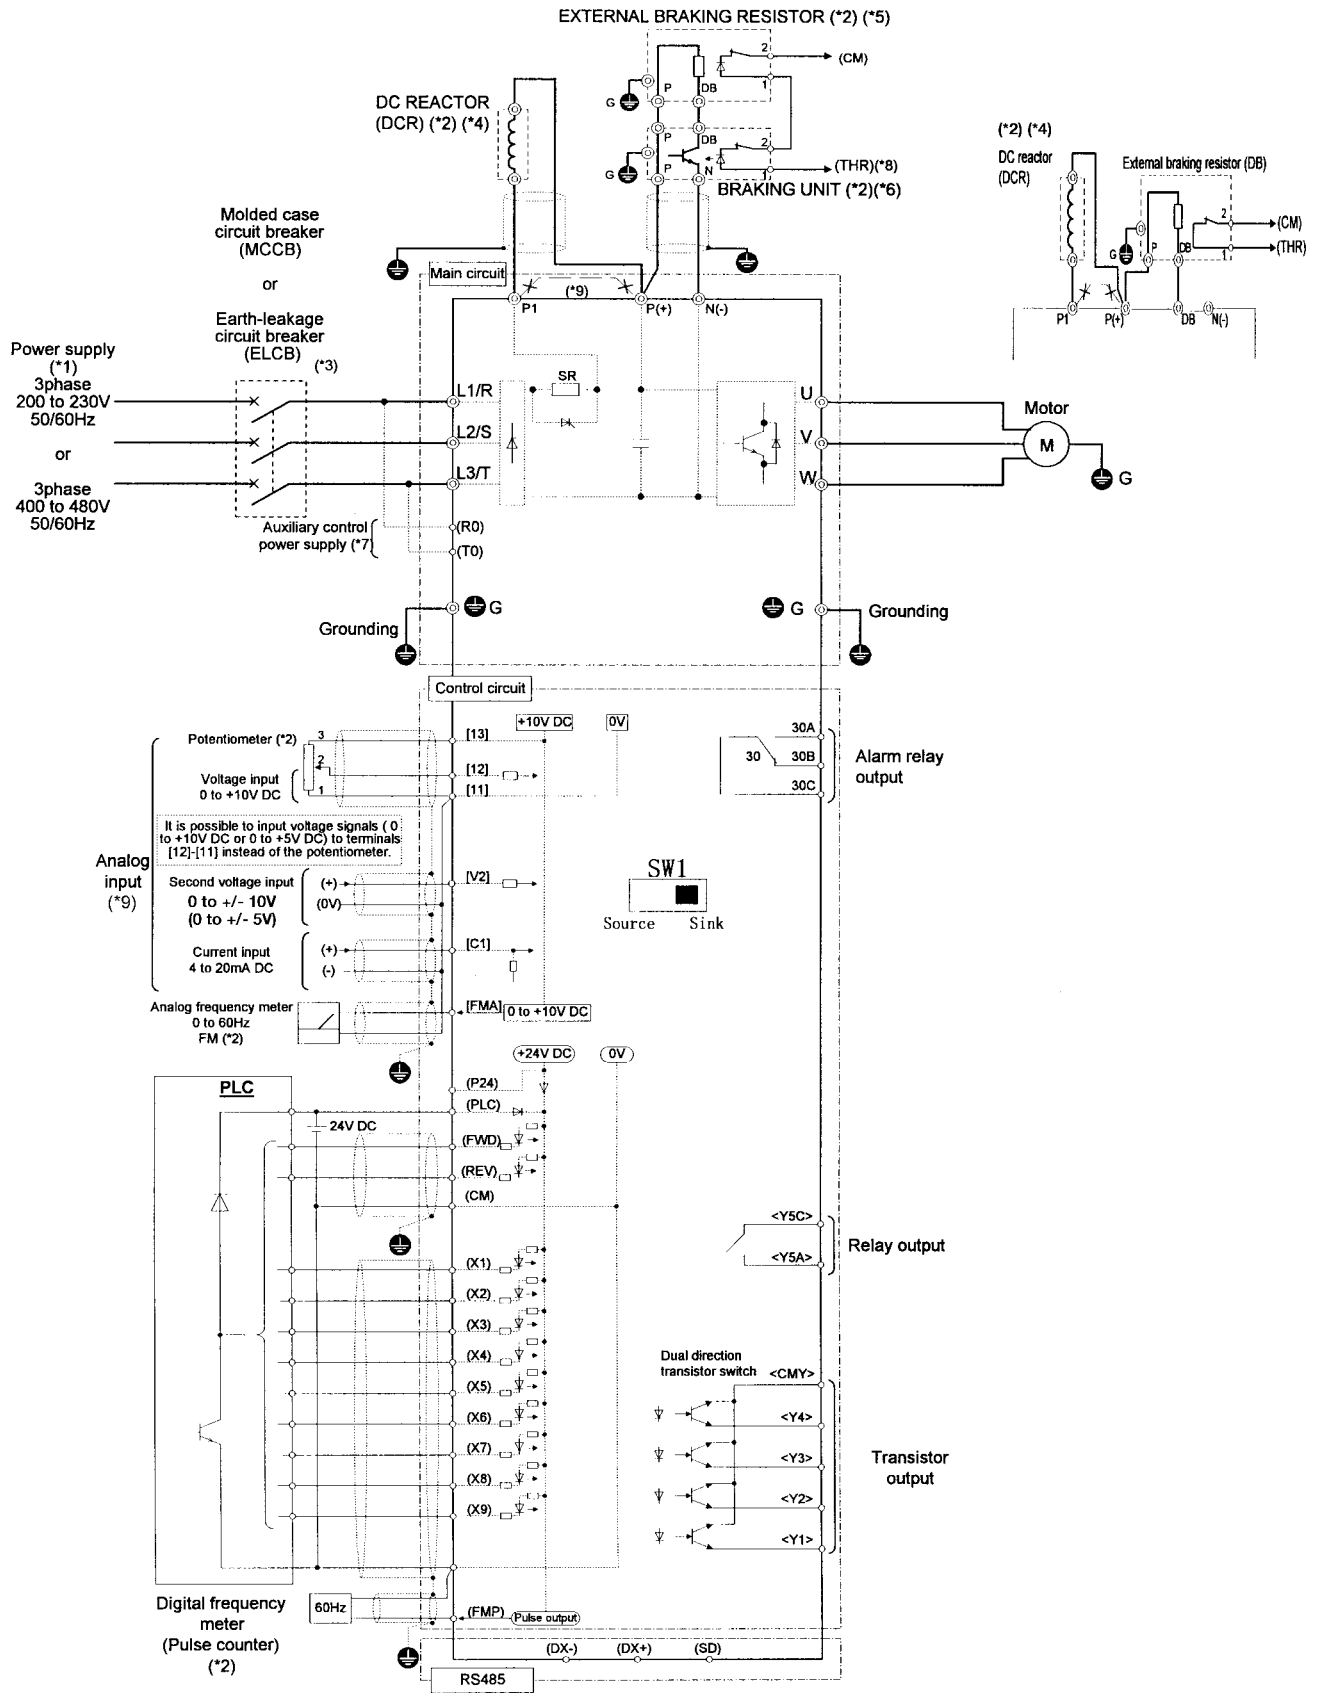 EXTERNAL BRAKING RESISTOR (*2) (*5)
2
(CM)
1
P
DB
G
DC REACTOR
(DCR) (*2) (*4)
P
DB
2
P
N
1
G
(THR)(*8)
BRAKING UNIT (*2)(*6)
(*2) (*4)
DC reactor
(DCR)
External braking resistor (DB)
2
(CM)
1
(THR)
G
P
DB
P1
P(+)
DB
N(-)
Molded case
circuit breaker
(MCCB)
or
Earth-leakage
circuit breaker
(ELCB)
(*3)
Main circuit
(*9)
P1
P(+)
N(-)
Power supply
(*1)
3phase
200 to 230V
50/60Hz
or
3phase
400 to 480V
50/60Hz
L1/R
L2/S
L3/T
SR
U
V
W
Motor
M
G
Auxiliary control
power supply (*7)
(R0)
(T0)
G
Grounding
G
Grounding
Control circuit
Potentiometer (*2)
3
2
1
Voltage input
0 to +10V DC
[13]
[12]
[11]
+10V DC
0V
30
30A
30B
30C
Alarm relay
output
It is possible to input voltage signals ( 0
to +10V DC or 0 to +5V DC) to terminals
[12]-[11] instead of the potentiometer.
Analog
input
(*9)
Second voltage input
0 to +/- 10V
(0 to +/- 5V)
(+)
(0V)
[V2]
SW1
Source
Sink
Current input
4 to 20mA DC
(+)
(-)
[C1]
Analog frequency meter
0 to 60Hz
FM (*2)
[FMA]
0 to +10V DC
+24V DC
0V
PLC
24V DC
(P24)
(PLC)
(FWD)
(REV)
(CM)
(X1)
(X2)
(X3)
(X4)
(X5)
(X6)
(X7)
(X8)
(X9)
<Y5C>
<Y5A>
Relay output
Dual direction
transistor switch
<CMY>
<Y4>
<Y3>
<Y2>
<Y1>
Transistor
output
Digital frequency
meter
(Pulse counter)
(*2)
60Hz
(FMP)
Pulse output
(DX-)
(DX+)
(SD)
RS485